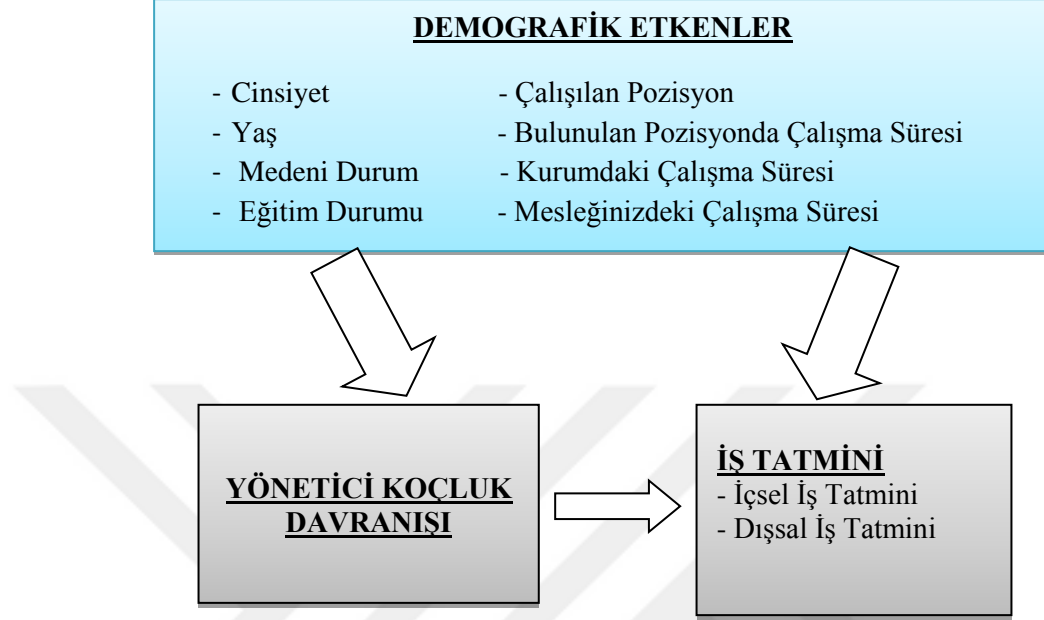 DEMOGRAFİK ETKENLER
- Cinsiyet - Çalışılan Pozisyon
- Yaş - Bulunulan Pozisyonda Çalışma Süresi
- Medeni Durum - Kurumdaki Çalışma Süresi
- Eğitim Durumu - Mesleğinizdeki Çalışma Süresi
YÖNETİCİ KOÇLUK
DAVRANIŞI
İŞ TATMİNİ
- İçsel İş Tatmini
- Dışsal İş Tatmini